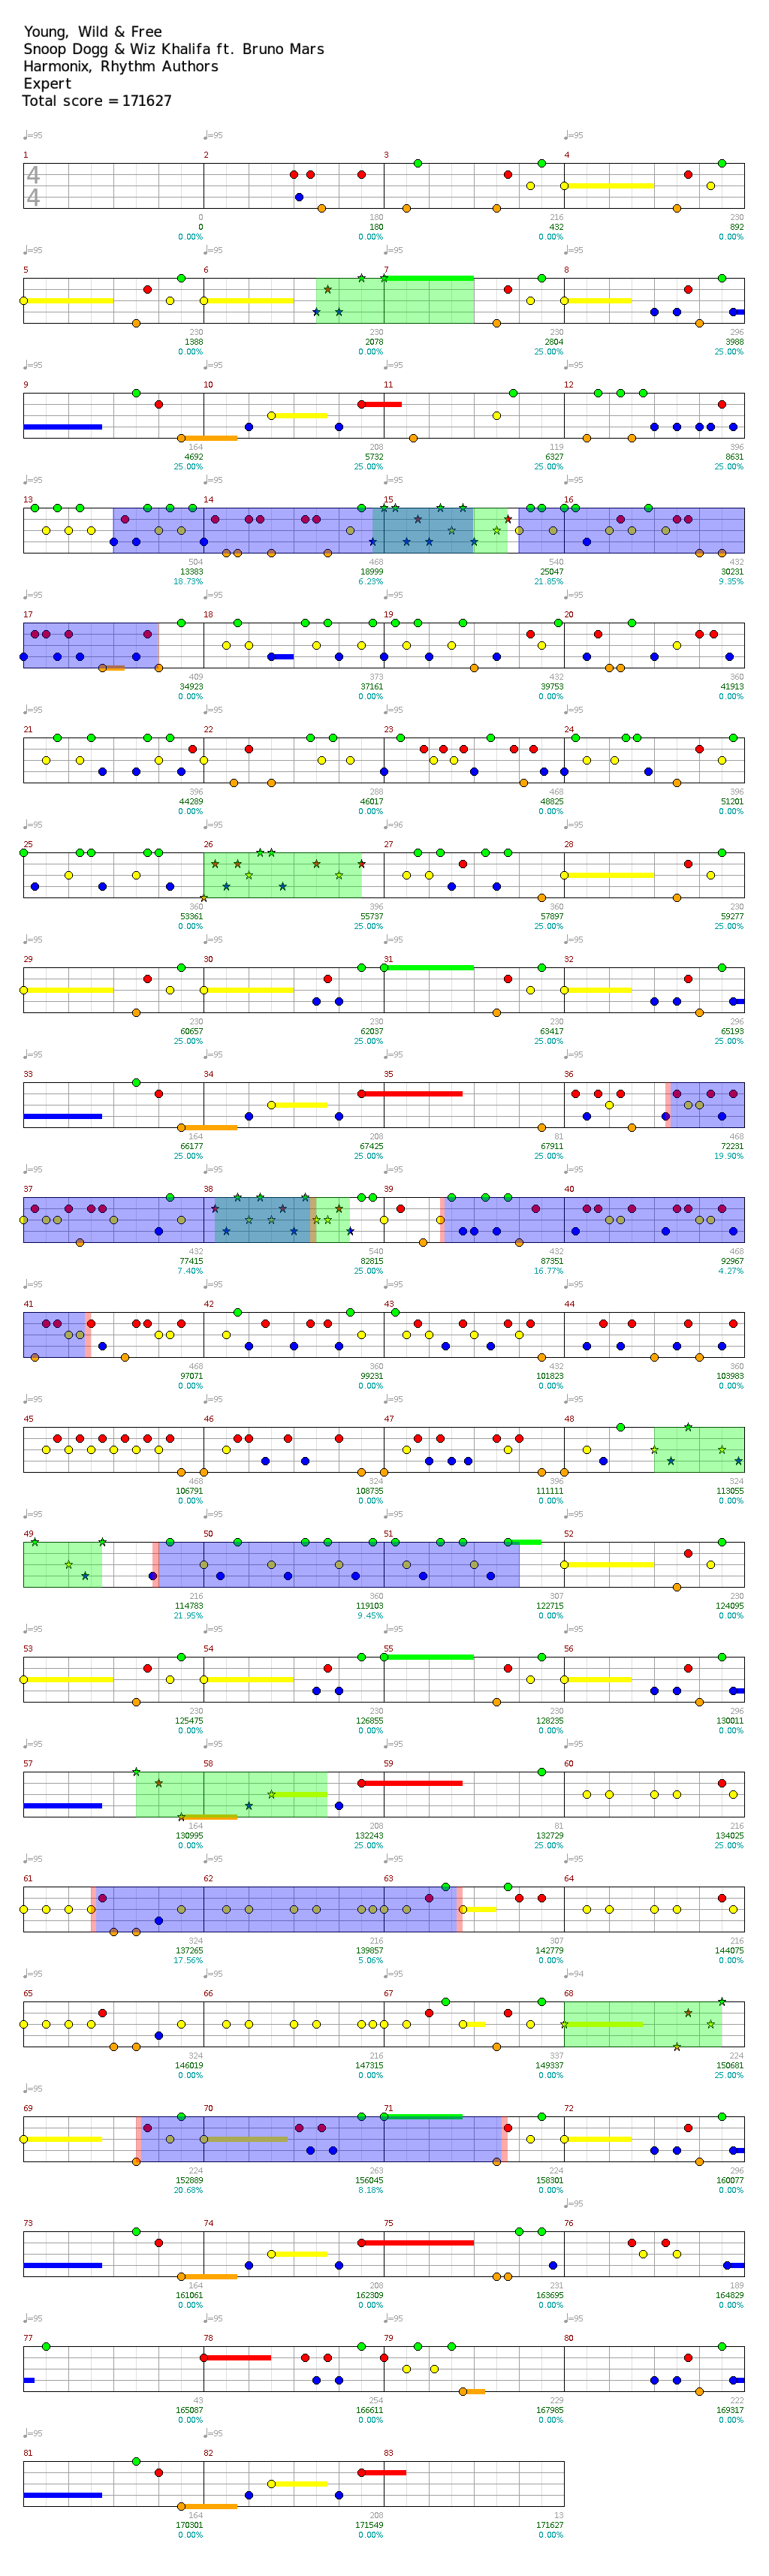 Young, Wild & Free
Snoop Dogg & Wiz Khalifa ft. Bruno Mars
Harmonix, Rhythm Authors
Expert
Total score = 171627
♩=95 ♩=95 ♩=95
1 2 3 4
4
4
0 180 216 230
0 180 432 892
0.00% 0.00% 0.00% 0.00%
♩=95 ♩=95 ♩=95 ♩=95
5 6 7 8
230 230 230 296
1388 2078 2804 3988
0.00% 0.00% 25.00% 25.00%
♩=95 ♩=95 ♩=95 ♩=95
9 10 11 12
164 208 119 396
4692 5732 6327 8631
25.00% 25.00% 25.00% 25.00%
♩=95 ♩=95 ♩=95 ♩=95
13 14 15 16
504 468 540 432
13383 18999 25047 30231
18.73% 6.23% 21.85% 9.35%
♩=95 ♩=95 ♩=95 ♩=95
17 18 19 20
409 373 432 360
34923 37161 39753 41913
0.00% 0.00% 0.00% 0.00%
♩=95 ♩=95 ♩=95 ♩=95
21 22 23 24
396 288 468 396
44289 46017 48825 51201
0.00% 0.00% 0.00% 0.00%
♩=95 ♩=95 ♩=96 ♩=95
25 26 27 28
360 396 360 230
53361 55737 57897 59277
0.00% 25.00% 25.00% 25.00%
♩=95 ♩=95 ♩=95 ♩=95
29 30 31 32
230 230 230 296
60657 62037 63417 65193
25.00% 25.00% 25.00% 25.00%
♩=95 ♩=95 ♩=95 ♩=95
33 34 35 36
164 208 81 468
66177 67425 67911 72231
25.00% 25.00% 25.00% 19.90%
♩=95 ♩=95 ♩=95 ♩=95
37 38 39 40
432 540 432 468
77415 82815 87351 92967
7.40% 25.00% 16.77% 4.27%
♩=95 ♩=95 ♩=95 ♩=95
41 42 43 44
468 360 432 360
97071 99231 101823 103983
0.00% 0.00% 0.00% 0.00%
♩=95 ♩=95 ♩=95 ♩=95
45 46 47 48
468 324 396 324
106791 108735 111111 113055
0.00% 0.00% 0.00% 0.00%
♩=95 ♩=95 ♩=95 ♩=95
49 50 51 52
216 360 307 230
114783 119103 122715 124095
21.95% 9.45% 0.00% 0.00%
♩=95 ♩=95 ♩=95 ♩=95
53 54 55 56
230 230 230 296
125475 126855 128235 130011
0.00% 0.00% 0.00% 0.00%
♩=95 ♩=95 ♩=95 ♩=95
57 58 59 60
164 208 81 216
130995 132243 132729 134025
0.00% 25.00% 25.00% 25.00%
♩=95 ♩=95 ♩=95 ♩=95
61 62 63 64
324 216 307 216
137265 139857 142779 144075
17.56% 5.06% 0.00% 0.00%
♩=95 ♩=95 ♩=95 ♩=94
65 66 67 68
324 216 337 224
146019 147315 149337 150681
0.00% 0.00% 0.00% 25.00%
♩=95 ♩=95 ♩=95 ♩=95
69 70 71 72
224 263 224 296
152889 156045 158301 160077
20.68% 8.18% 0.00% 0.00%
♩=95
73 74 75 76
164 208 231 189
161061 162309 163695 164829
0.00% 0.00% 0.00% 0.00%
♩=95 ♩=95 ♩=95
77 78 79 80
43 254 229 222
165087 166611 167985 169317
0.00% 0.00% 0.00% 0.00%
♩=95 ♩=95
81 82 83
164 208 13
170301 171549 171627
0.00% 0.00% 0.00%